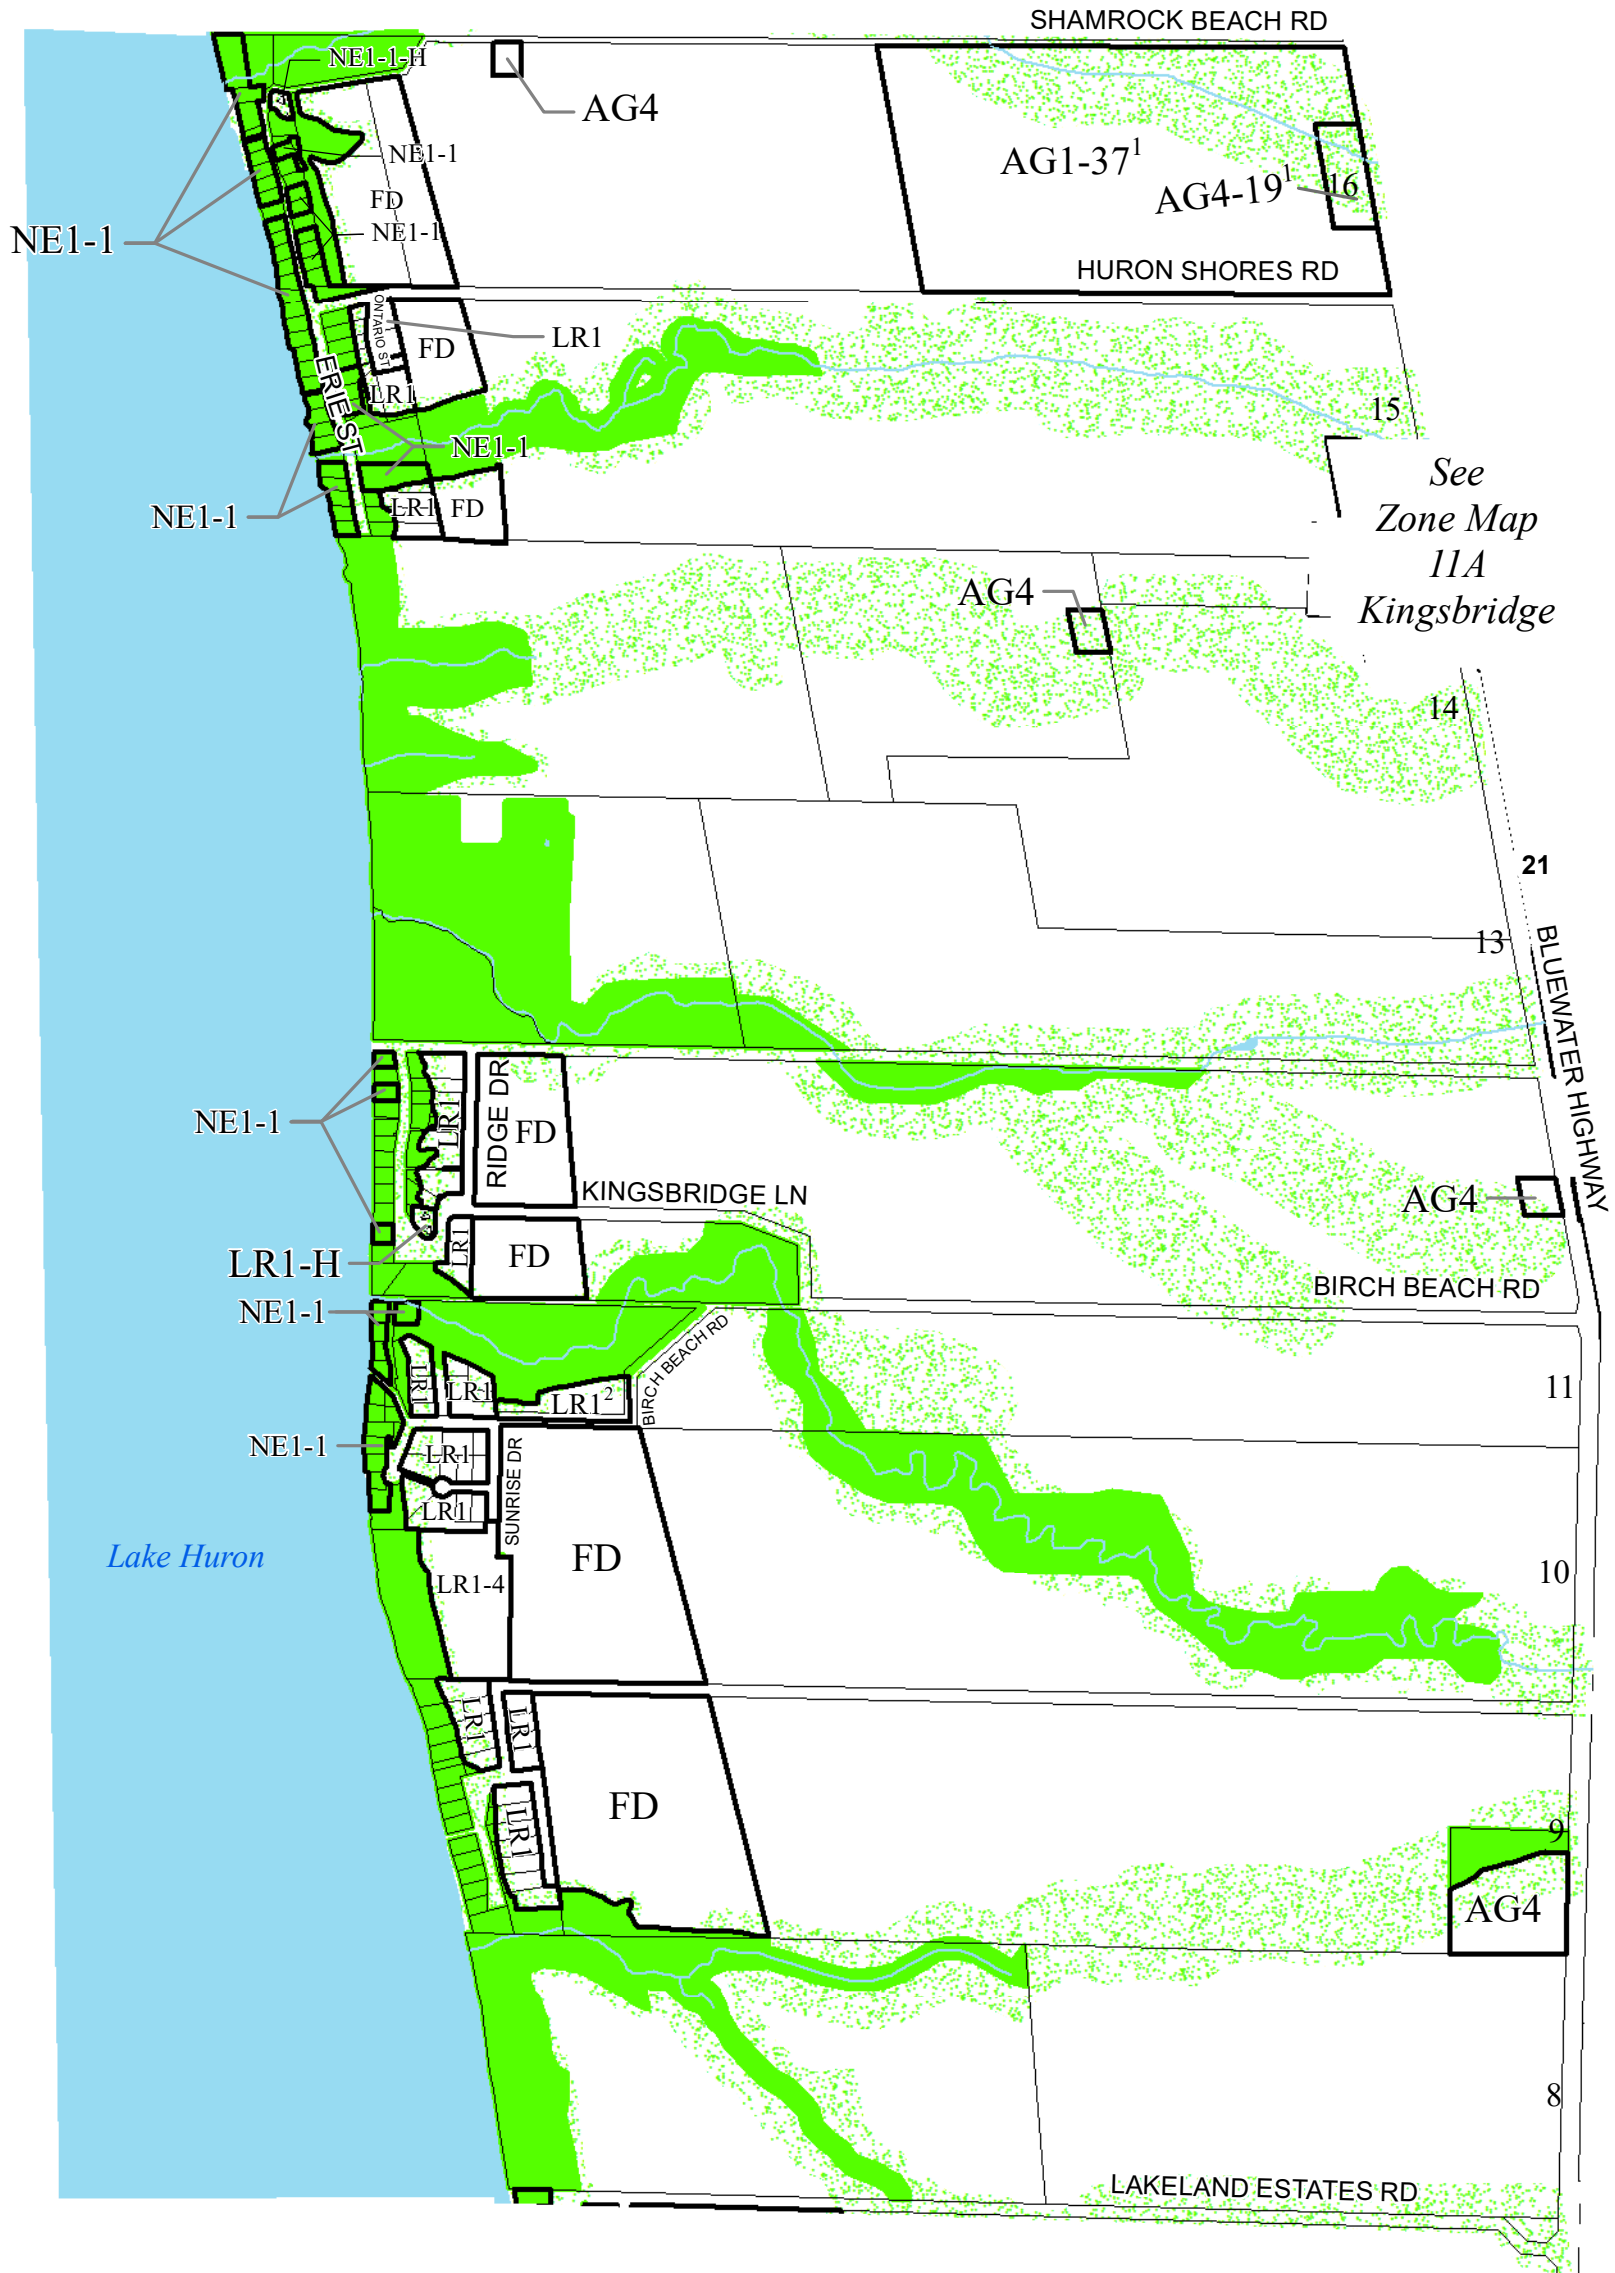 SHAMROCK BEACH RD
NE1-1-H
AG4
NE1-1
AG1-37¹
AG4-19¹
16
FD
NE1-1
NE1-1
HURON SHORES RD
ONTARIO ST
LR1
FD
ERIE ST
LR1
15
NE1-1
See
Zone Map
11A
Kingsbridge
NE1-1
LR1
FD
AG4
14
21
13
BLUEWATER HIGHWAY
NE1-1
LR1
RIDGE DR
FD
KINGSBRIDGE LN
AG4
LR1-H
LR1
FD
BIRCH BEACH RD
NE1-1
BIRCH BEACH RD
LR1
LR1
LR1²
11
NE1-1
LR1
SUNRISE DR
LR1
Lake Huron
FD
LR1-4
10
LR1
LR1
FD
LR1
9
AG4
8
LAKELAND ESTATES RD